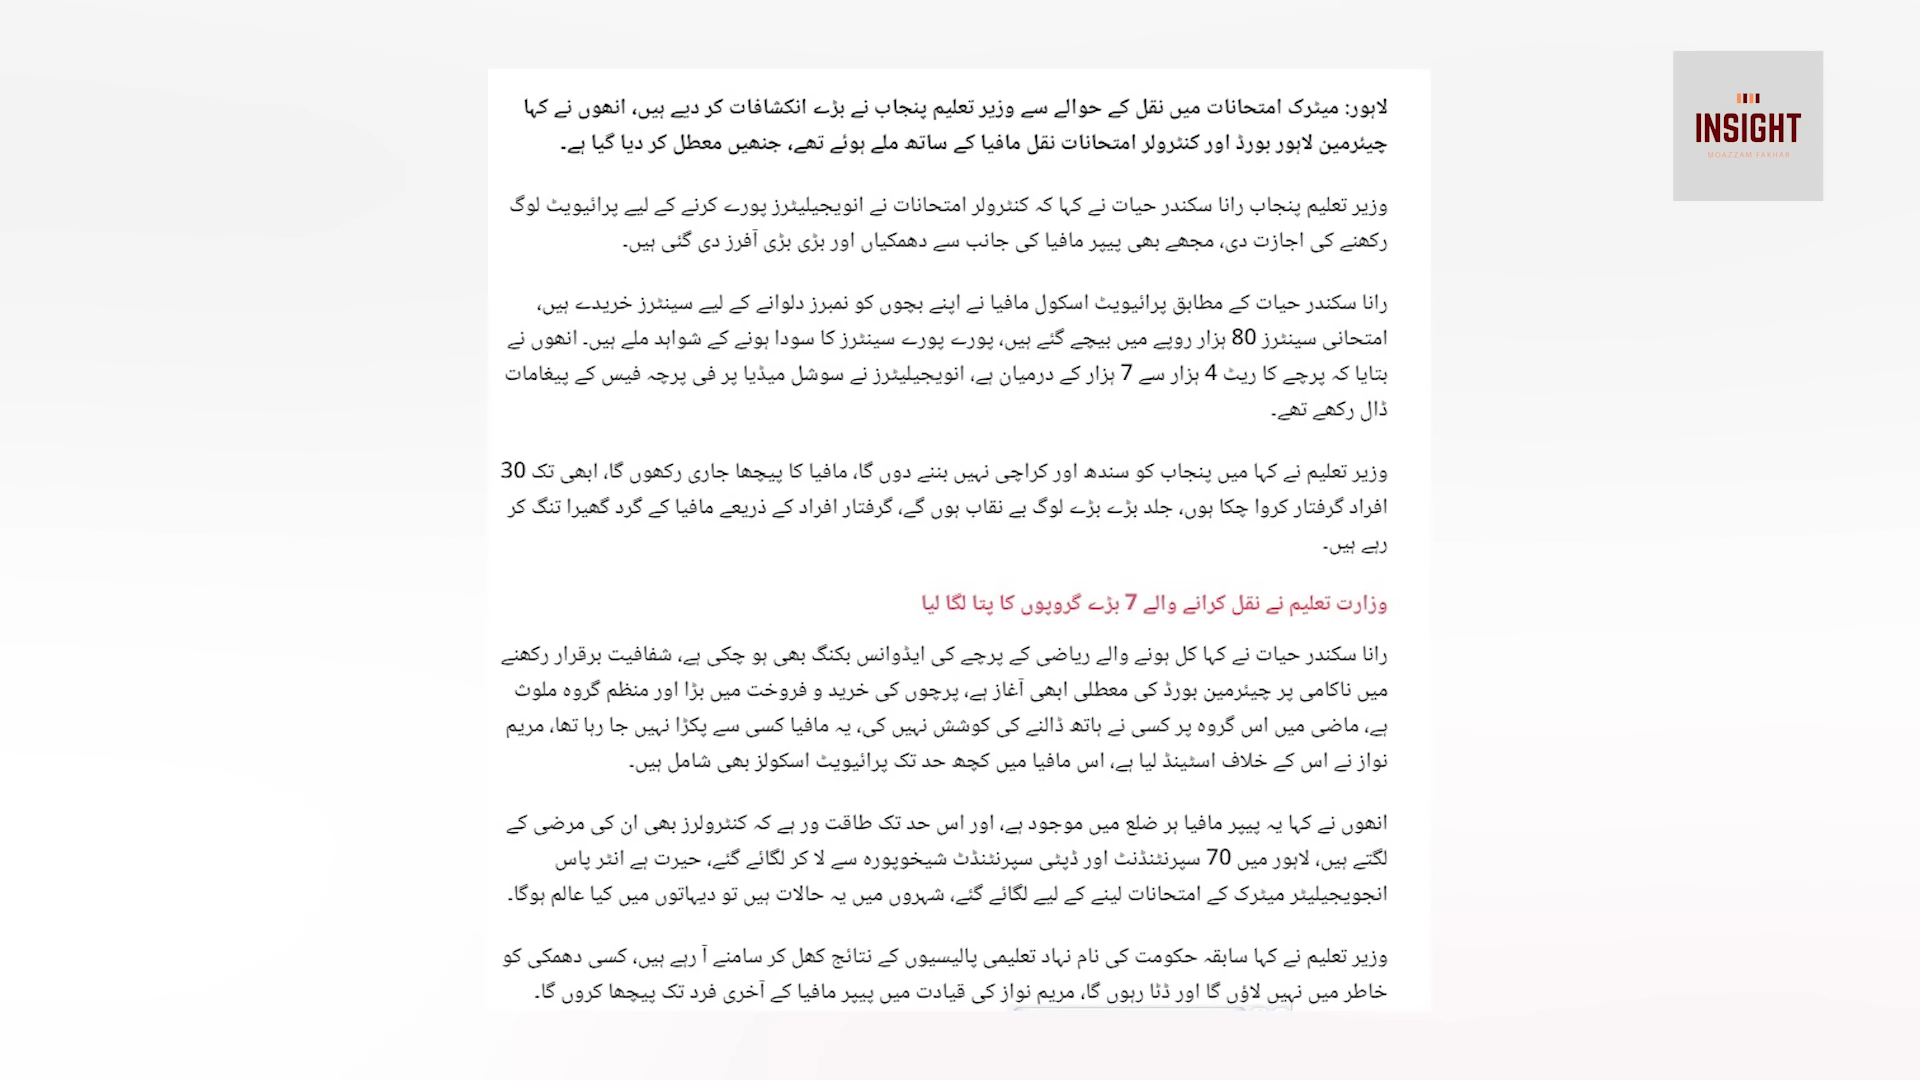 لاہور: میٹرک امتحانات میں نقل کے حوالے سے وزیر تعلیم پنجاب نے بڑے انکشافات کر دیے ہیں، انھوں نے کہا
چیئرمین لاہور بورڈ اور کنٹرولر امتحانات نقل مافیا کے ساتھ ملے ہوئے تھے، جنھیں معطل کر دیا گیا ہے۔
وزیر تعلیم پنجاب رانا سکندر حیات نے کہا کہ کنٹرولر امتحانات نے انویجیلیٹرز پورے کرنے کے لیے پرائیویٹ لوگ
رکھنے کی اجازت دی، مجھے بھی پیپر مافیا کی جانب سے دھمکیاں اور بڑی بڑی آفرز دی گئی ہیں۔
رانا سکندر حیات کے مطابق پرائیویٹ اسکول مافیا نے اپنے بچوں کو نمبرز دلوانے کے لیے سینٹرز خریدے ہیں،
امتحانی سینٹرز 80 ہزار روپے میں بیچے گئے ہیں، پورے پورے سینٹرز کا سودا ہونے کے شواہد ملے ہیں۔ انھوں نے
بتایا کہ پرچے کا ریٹ 4 ہزار سے 7 ہزار کے درمیان ہے، انویجیلیٹرز نے سوشل میڈیا پر فی پرچہ فیس کے پیغامات
ڈال رکھے تھے۔
وزیر تعلیم نے کہا میں پنجاب کو سندھ اور کراچی نہیں بننے دوں گا، مافیا کا پیچھا جاری رکھوں گا، ابھی تک 30
افراد گرفتار کروا چکا ہوں، جلد بڑے بڑے لوگ بے نقاب ہوں گے، گرفتار افراد کے ذریعے مافیا کے گرد گھیرا تنگ کر
رہے ہیں۔
وزارت تعلیم نے نقل کرانے والے 7 بڑے گروپوں کا پتا لگا لیا
رانا سکندر حیات نے کہا کل ہونے والے ریاضی کے پرچے کی ایڈوانس بکنگ بھی ہو چکی ہے، شفافیت برقرار رکھنے
میں ناکامی پر چیئرمین بورڈ کی معطلی ابھی آغاز ہے، پرچوں کی خرید و فروخت میں بڑا اور منظم گروہ ملوث
ہے، ماضی میں اس گروہ پر کسی نے ہاتھ ڈالنے کی کوشش نہیں کی، یہ مافیا کسی سے پکڑا نہیں جا رہا تھا، مریم
نواز نے اس کے خلاف اسٹینڈ لیا ہے، اس مافیا میں کچھ حد تک پرائیویٹ اسکولز بھی شامل ہیں۔
انھوں نے کہا یہ پیپر مافیا ہر ضلع میں موجود ہے، اور اس حد تک طاقت ور ہے کہ کنٹرولرز بھی ان کی مرضی کے
لگتے ہیں، لاہور میں 70 سپرنٹنڈنٹ اور ڈپٹی سپرنٹنڈٹ شیخوپورہ سے لا کر لگائے گئے، حیرت ہے انٹر پاس
انجویجیلیٹر میٹرک کے امتحانات لینے کے لیے لگائے گئے، شہروں میں یہ حالات ہیں تو دیہاتوں میں کیا عالم ہوگا۔
وزیر تعلیم نے کہا سابقہ حکومت کی نام نہاد تعلیمی پالیسیوں کے نتائج کھل کر سامنے آ رہے ہیں، کسی دھمکی کو
خاطر میں نہیں لاؤں گا اور ڈٹا رہوں گا، مریم نواز کی قیادت میں پیپر مافیا کے آخری فرد تک پیچھا کروں گا۔
INSIGHT
MOAZZAM FAKHAR